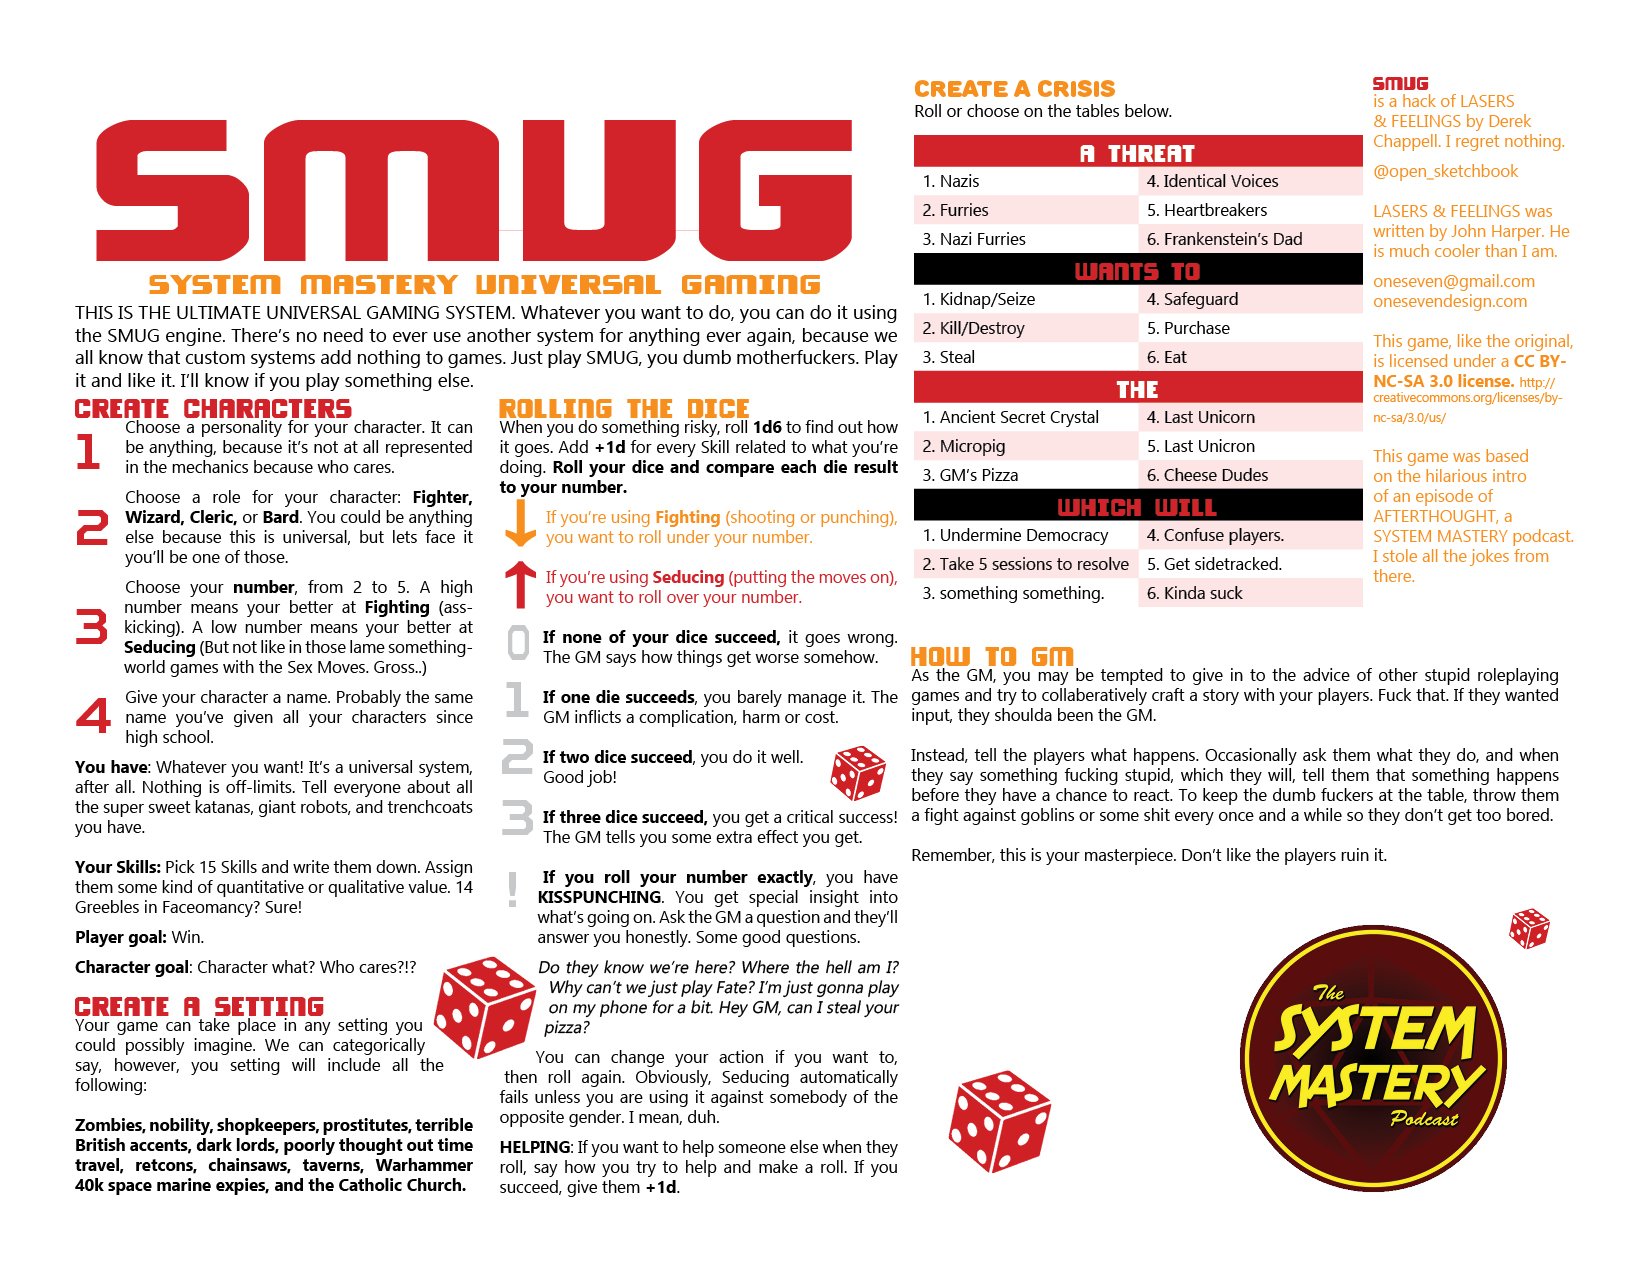 SMUG
SYSTEM MASTERY UNIVERSAL GAMING
THIS IS THE ULTIMATE UNIVERSAL GAMING SYSTEM. Whatever you want to do, you can do it using
the SMUG engine. There's no need to ever use another system for anything ever again, because we
all know that custom systems add nothing to games. Just play SMUG, you dumb motherfuckers. Play
it and like it. I'll know if you play something else.
CREATE CHARACTERS
1
Choose a personality for your character. It can
be anything, because it's not at all represented
in the mechanics because who cares.
2
Choose a role for your character: Fighter,
Wizard, Cleric, or Bard. You could be anything
else because this is universal, but lets face it
you'll be one of those.
3
Choose your number, from 2 to 5. A high
number means your better at Fighting (ass-
kicking). A low number means your better at
Seducing (But not like in those lame something-
world games with the Sex Moves. Gross..)
4
Give your character a name. Probably the same
name you've given all your characters since
high school.
You have: Whatever you want! It's a universal system,
after all. Nothing is off-limits. Tell everyone about all
the super sweet katanas, giant robots, and trenchcoats
you have.
Your Skills: Pick 15 Skills and write them down. Assign
them some kind of quantitative or qualitative value. 14
Greebles in Faceomancy? Sure!
Player goal: Win.
Character goal: Character what? Who cares?!?
CREATE A SETTING
Your game can take place in any setting you
could possibly imagine. We can categorically
say, however, you setting will include all the
following:
Zombies, nobility, shopkeepers, prostitutes, terrible
British accents, dark lords, poorly thought out time
travel, retcons, chainsaws, taverns, Warhammer
40k space marine expies, and the Catholic Church.
ROLLING THE DICE
When you do something risky, roll 1d6 to find out how
it goes. Add +1d for every Skill related to what you're
doing. Roll your dice and compare each die result
to your number.
If you're using Fighting (shooting or punching),
you want to roll under your number.
If you're using Seducing (putting the moves on),
you want to roll over your number.
0
If none of your dice succeed, it goes wrong.
The GM says how things get worse somehow.
1
If one die succeeds, you barely manage it. The
GM inflicts a complication, harm or cost.
2
If two dice succeed, you do it well.
Good job!
3
If three dice succeed, you get a critical success!
The GM tells you some extra effect you get.
!
If you roll your number exactly, you have
KISSPUNCHING. You get special insight into
what's going on. Ask the GM a question and they'll
answer you honestly. Some good questions.
Do they know we're here? Where the hell am I?
Why can't we just play Fate? I'm just gonna play
on my phone for a bit. Hey GM, can I steal your
pizza?
You can change your action if you want to,
then roll again. Obviously, Seducing automatically
fails unless you are using it against somebody of the
opposite gender. I mean, duh.
HELPING: If you want to help someone else when they
roll, say how you try to help and make a roll. If you
succeed, give them +1d.
CREATE A CRISIS
Roll or choose on the tables below.
A THREAT
1. Nazis
4. Identical Voices
2. Furries
5. Heartbreakers
3. Nazi Furries
6. Frankenstein's Dad
WANTS TO
1. Kidnap/Seize
4. Safeguard
2. Kill/Destroy
5. Purchase
3. Steal
6. Eat
THE
1. Ancient Secret Crystal
4. Last Unicorn
2. Micropig
5. Last Unicron
3. GM's Pizza
6. Cheese Dudes
WHICH WILL
1. Undermine Democracy
4. Confuse players.
2. Take 5 sessions to resolve
5. Get sidetracked.
3. something something.
6. Kinda suck
HOW TO GM
As the GM, you may be tempted to give in to the advice of other stupid roleplaying
games and try to collaberatively craft a story with your players. Fuck that. If they wanted
input, they shoulda been the GM.
Instead, tell the players what happens. Occasionally ask them what they do, and when
they say something fucking stupid, which they will, tell them that something happens
before they have a chance to react. To keep the dumb fuckers at the table, throw them
a fight against goblins or some shit every once and a while so they don't get too bored.
Remember, this is your masterpiece. Don't like the players ruin it.
SMUG
is a hack of LASERS
& FEELINGS by Derek
Chappell. I regret nothing.
@open_sketchbook
LASERS & FEELINGS was
written by John Harper. He
is much cooler than I am.
oneseven@gmail.com
onesevendesign.com
This game, like the original,
is licensed under a CC BY-
NC-SA 3.0 license. http://
creativecommons.org/licenses/by-
nc-sa/3.0/us/
This game was based
on the hilarious intro
of an episode of
AFTERTHOUGHT, a
SYSTEM MASTERY podcast.
I stole all the jokes from
there.
The
SYSTEM
MASTERY
Podcast